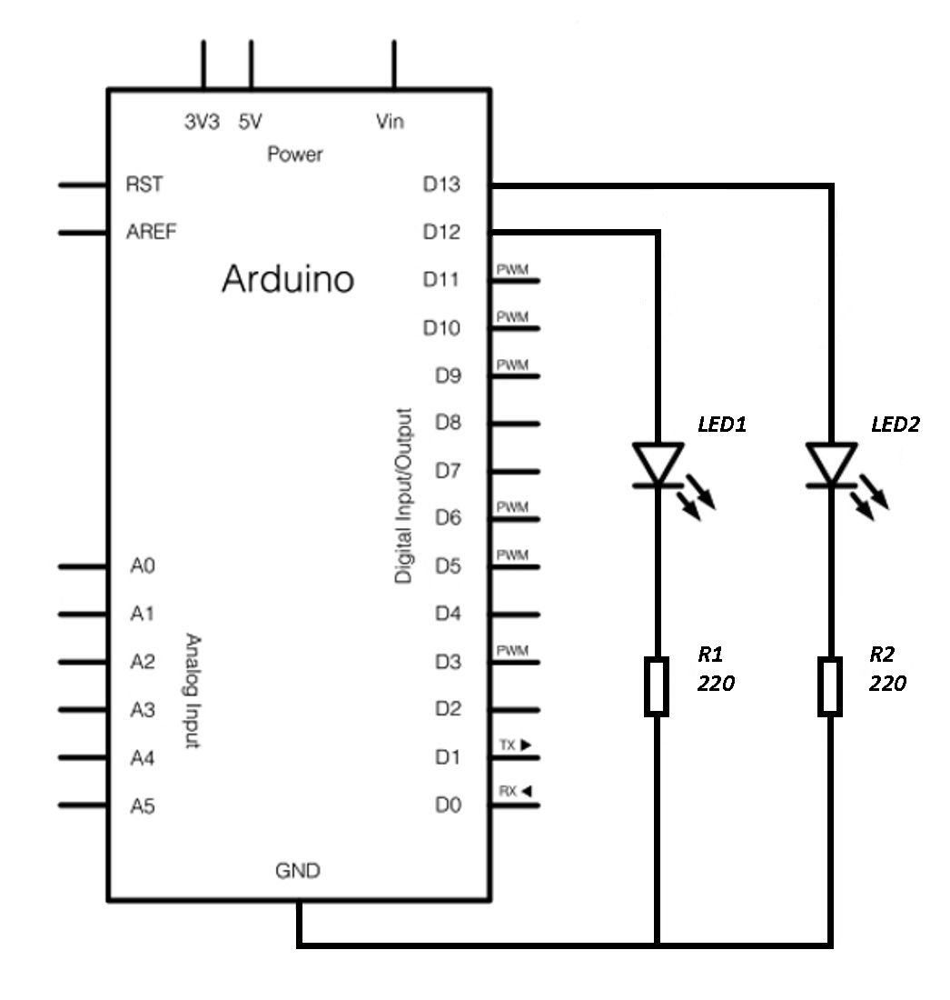 3V3 5V Vin
Power
RST
AREF
Arduino
A0
A1
A2
A3
A4
A5
Analog Input
D13
D12
D11 PWM
D10 PWM
D9 PWM
D8
D7
D6 PWM
D5 PWM
D4
D3 PWM
D2
D1 TX ▶
D0 RX ◀
Digital Input/Output
GND
LED1
LED2
R1
220
R2
220